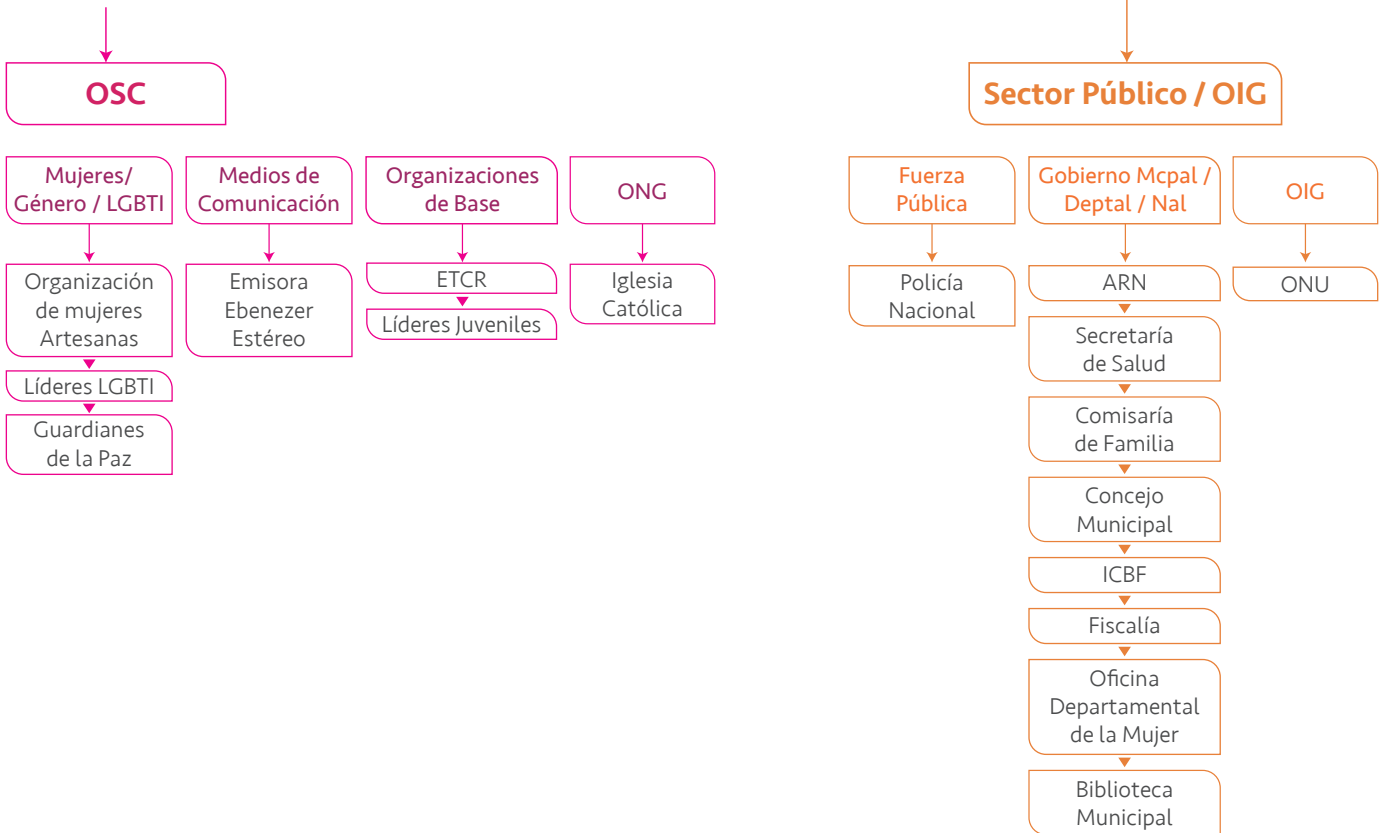 OSC
Mujeres/
Género / LGBTI
Organización
de mujeres
Artesanas
Líderes LGBTI
Guardianes
de la Paz
Medios de
Comunicación
Emisora
Ebenezer
Estéreo
Organizaciones
de Base
ETCR
Líderes Juveniles
ONG
Iglesia
Católica
Sector Público / OIG
Fuerza
Pública
Policía
Nacional
Gobierno Mcpal /
Deptal / Nal
ARN
Secretaría
de Salud
Comisaría
de Familia
Concejo
Municipal
ICBF
Fiscalía
Oficina
Departamental
de la Mujer
Biblioteca
Municipal
OIG
ONU